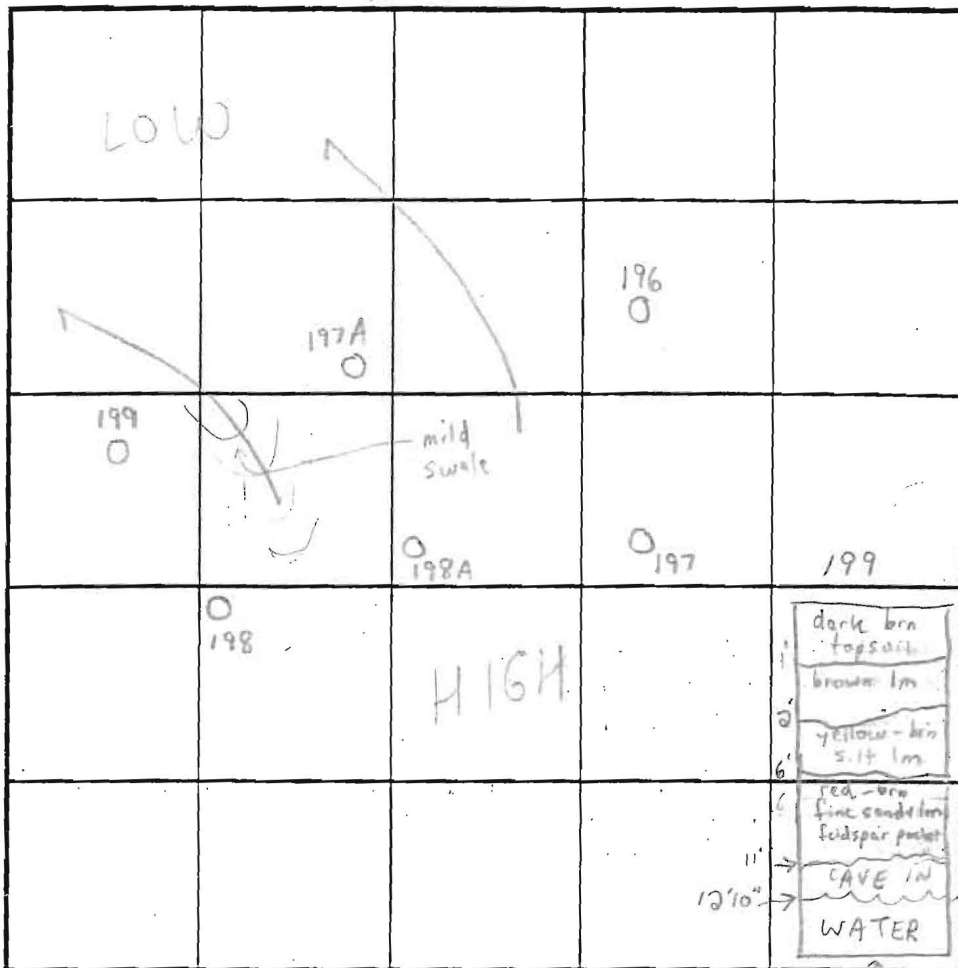 LOW
196
197A
199
mild
swale
198A
197
198
HIGH
199
dark brn
topsoil
1'
brown lm
2'
yellow-brn
silt lm
6'
red-brn
fine sandy lm
feldspar pocket
11'
CAVE IN
12'10"
WATER